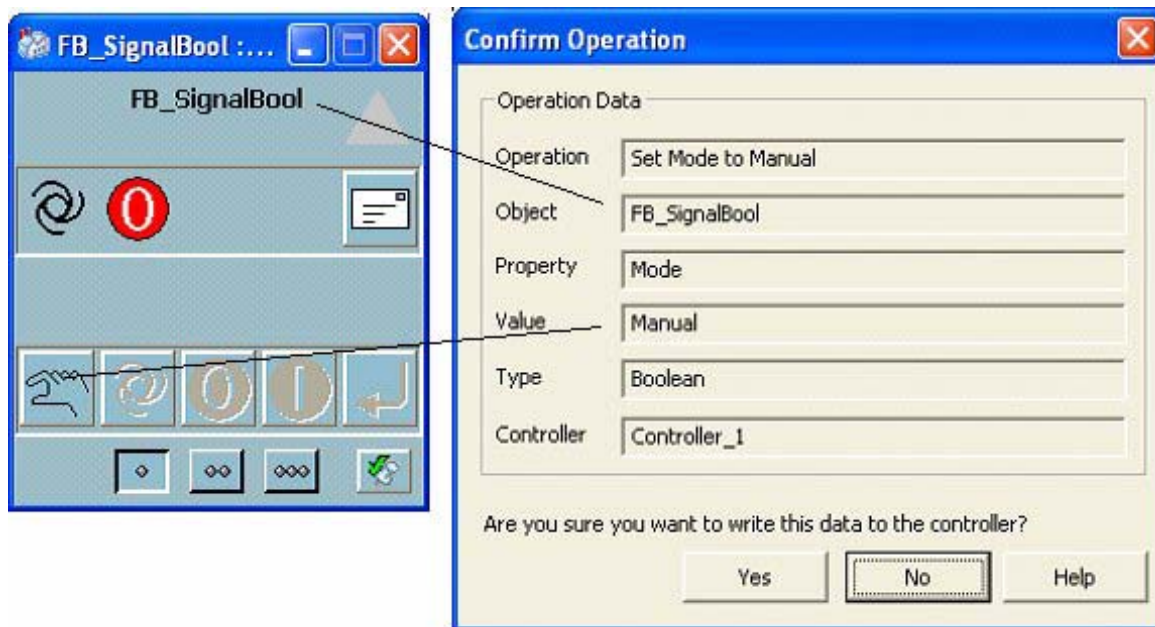 FB_SignalBool :...
FB_SignalBool
Confirm Operation
Operation Data
Operation Set Mode to Manual
Object FB_SignalBool
Property Mode
Value Manual
Type Boolean
Controller Controller_1
Are you sure you want to write this data to the controller?
Yes No Help